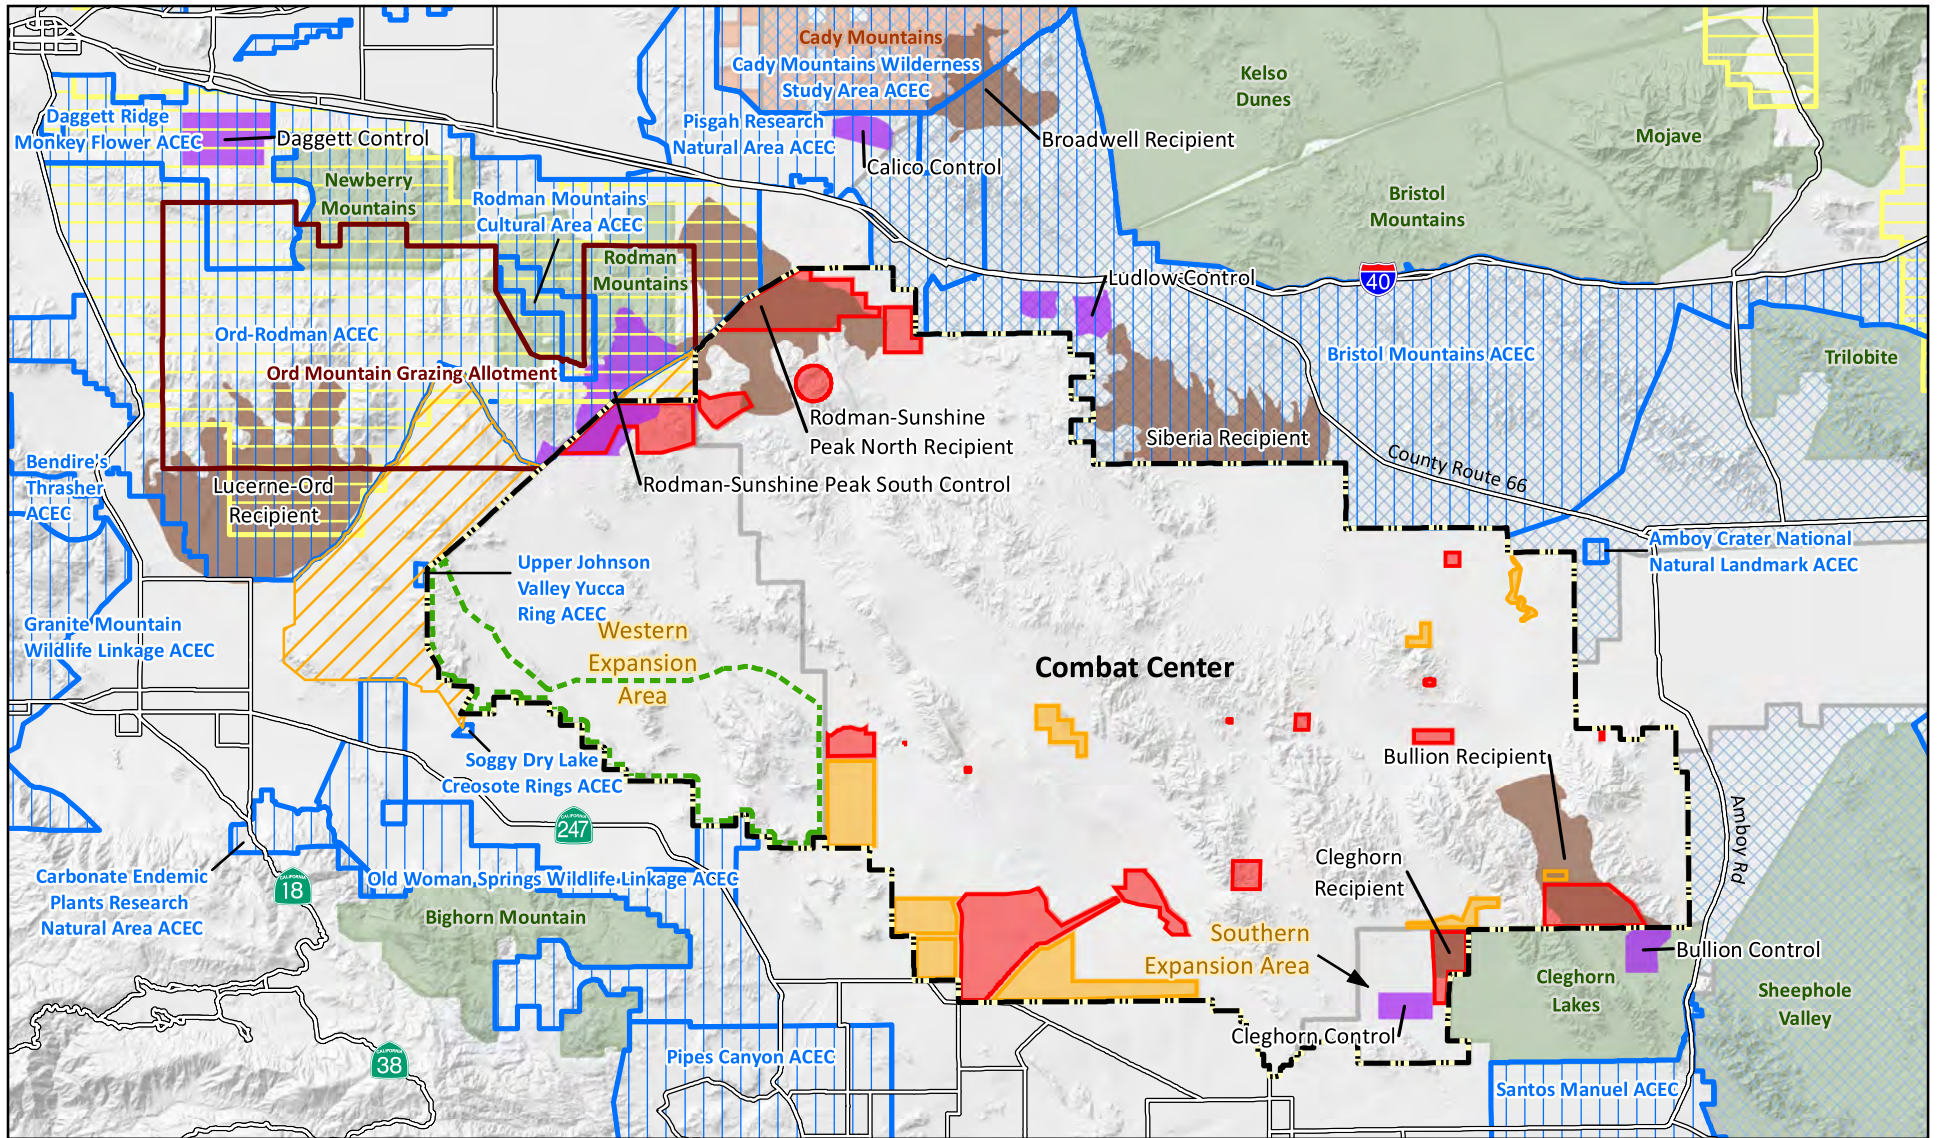 Cady Mountains
Cady Mountains Wilderness
Study Area ACEC
Kelso
Dunes
Daggett Ridge
Monkey Flower ACEC
Daggett Control
Pisgah Research
Natural Area ACEC
Calico Control
Broadwell Recipient
Mojave
Newberry
Mountains
Rodman Mountains
Cultural Area ACEC
Bristol
Mountains
Rodman
Mountains
Ludlow Control
40
Ord-Rodman ACEC
Bristol Mountains ACEC
Trilobite
Ord Mountain Grazing Allotment
Rodman-Sunshine
Peak North Recipient
Siberia Recipient
County Route 66
Bendire's
Thrasher
ACEC
Lucerne-Ord
Recipient
Rodman-Sunshine Peak South Control
Amboy Crater National
Natural Landmark ACEC
Upper Johnson
Valley Yucca
Ring ACEC
Granite Mountain
Wildlife Linkage ACEC
Western
Expansion
Area
Combat Center
Soggy Dry Lake
Creosote Rings ACEC
Bullion Recipient
CALIFORNIA
247
Amboy Rd
Carbonate Endemic
Plants Research
Natural Area ACEC
CALIFORNIA
18
Old Woman Springs Wildlife Linkage ACEC
Cleghorn
Recipient
Bighorn Mountain
Southern
Expansion Area
Bullion Control
Cleghorn
Lakes
Sheephole
Valley
Cleghorn Control
CALIFORNIA
38
Pipes Canyon ACEC
Santos Manuel ACEC